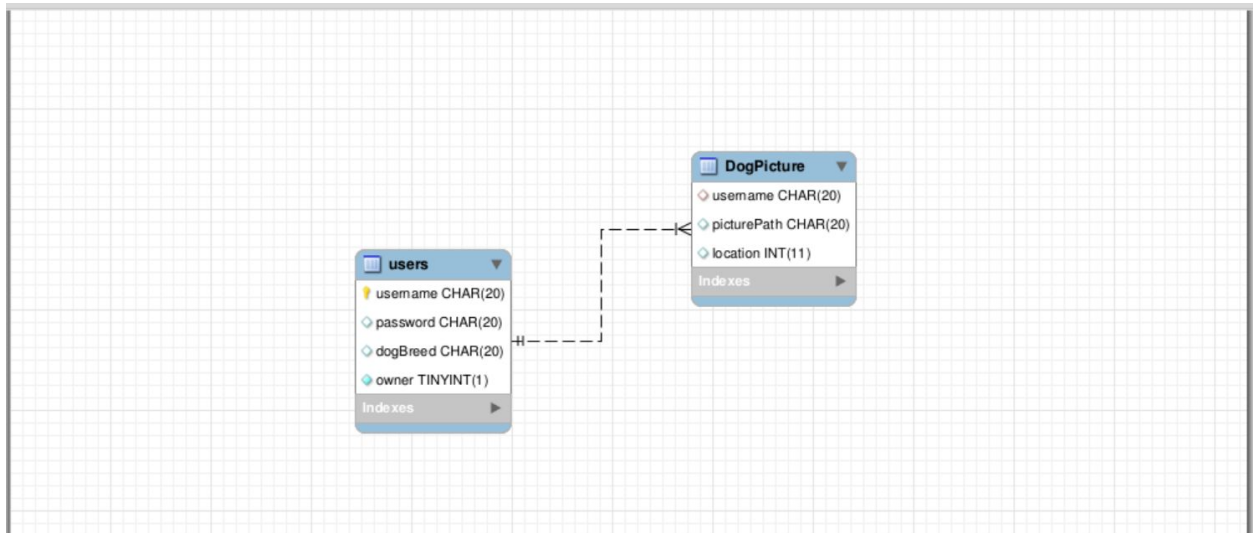 DogPicture
username CHAR(20)
picturePath CHAR(20)
location INT(11)
Indexes
users
username CHAR(20)
password CHAR(20)
dogBreed CHAR(20)
owner TINYINT(1)
Indexes